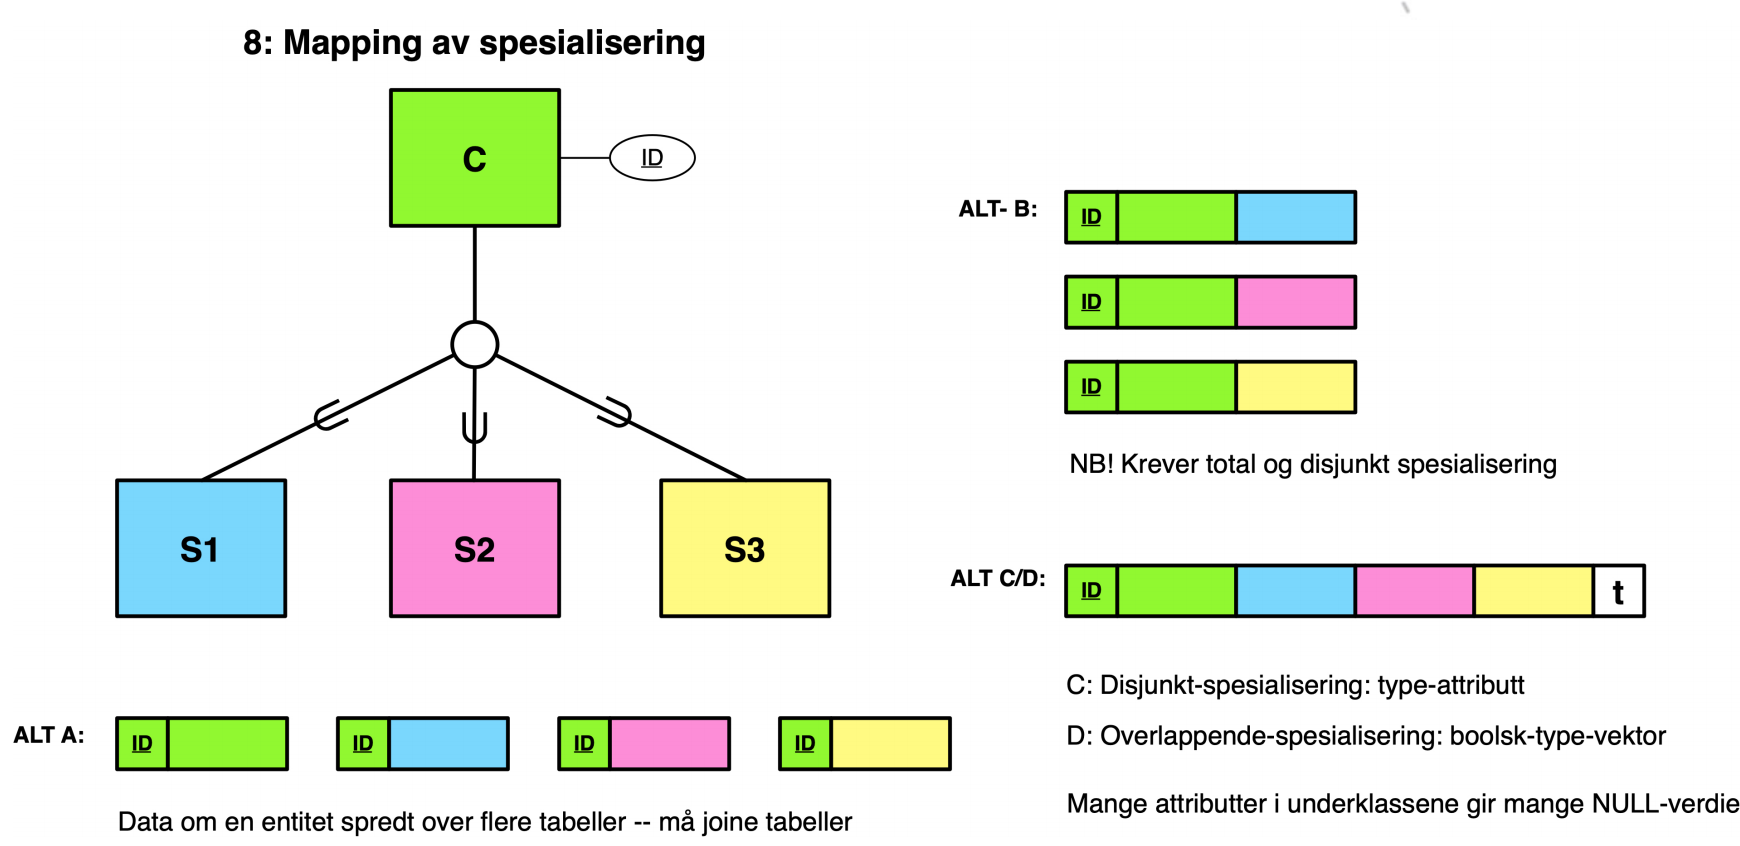 8: Mapping av spesialisering
C
ID
S1
S2
S3
ALT A:
ID
ID
ID
ID
Data om en entitet spredt over flere tabeller -- må joine tabeller
ALT- B:
ID
ID
ID
NB! Krever total og disjunkt spesialisering
ALT C/D:
ID
t
C: Disjunkt-spesialisering: type-attributt
D: Overlappende-spesialisering: boolsk-type-vektor
Mange attributter i underklassene gir mange NULL-verdie